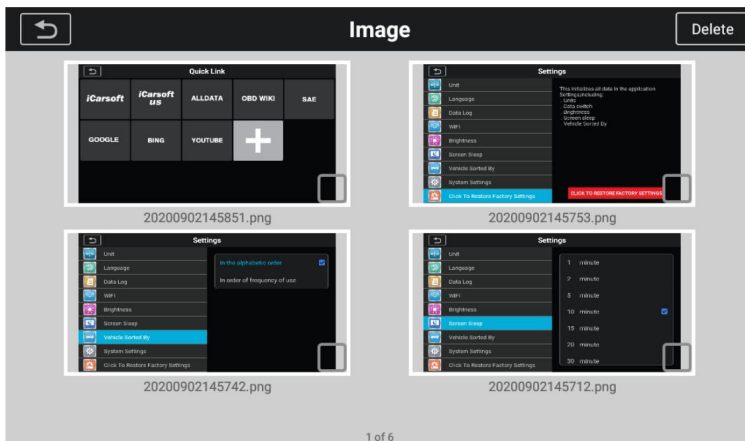 Image
Delete
Quick Link
iCarsoft
iCarsoft us
ALLDATA
OBD WIKI
SAE
GOOGLE
BING
YOUTUBE
20200902145851.png
Settings
Unit
Language
Data Log
WIFI
Brightness
Screen Sleep
Vehicle Sorted By
System Settings
Click To Restore Factory Settings
This initializes all data in the application
Settings,including:
Units
Data switch
Brightness
Screen sleep
Vehicle Sorted By
CLICK TO RESTORE FACTORY SETTINGS
20200902145753.png
Settings
Unit
Language
Data Log
WIFI
Brightness
Screen Sleep
Vehicle Sorted By
System Settings
Click To Restore Factory Settings
In the alphabetic order
In order of frequency of use
20200902145742.png
Settings
Unit
Language
Data Log
WIFI
Brightness
Screen Sleep
Vehicle Sorted By
System Settings
Click To Restore Factory Settings
1 minute
2 minute
minute
10 minute
15 minute
20 minute
30 minute
20200902145712.png
1 of 6